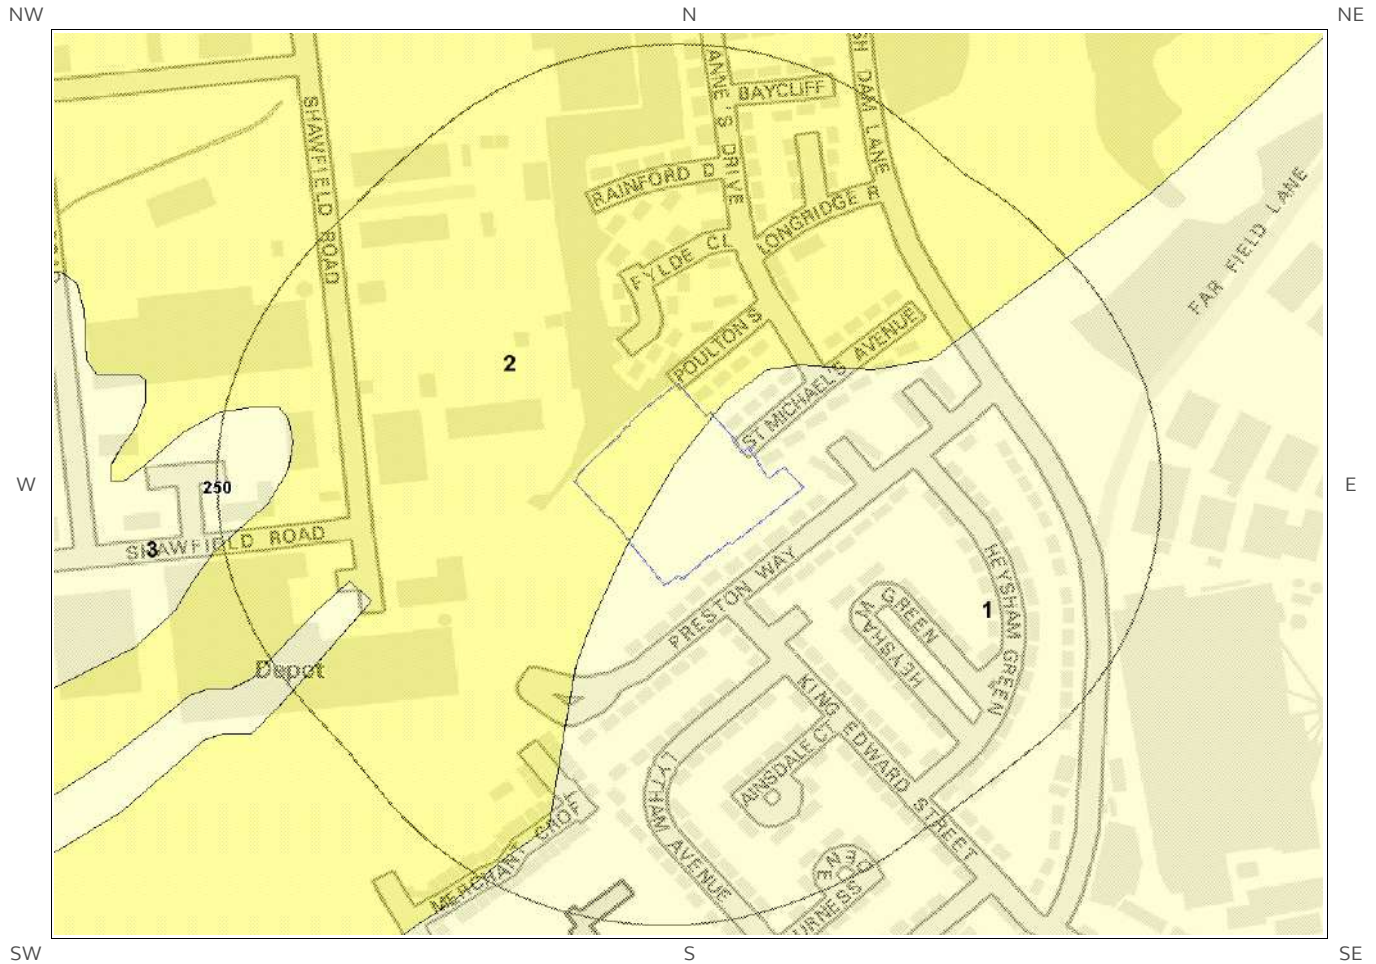 NW
N
NE
ANNE'S DRIVE
SH DAM LANE
BAYCLIFF
SHAWFIELD ROAD
RAINFORD D
LONGRIDGE R
FYLDE CL
FAR FIELD LANE
POULTON S
ST MICHAEL'S AVENUE
2
W
250
E
3
SHAWFIELD ROAD
PRESTON WAY
HEYSHAM GREEN
1
HEYSHAM
GREEN
Depot
KING EDWARD STREET
AINSDALE CT
LYTHAM AVENUE
MERCHANT CROFT
URNESS
SW
S
SE